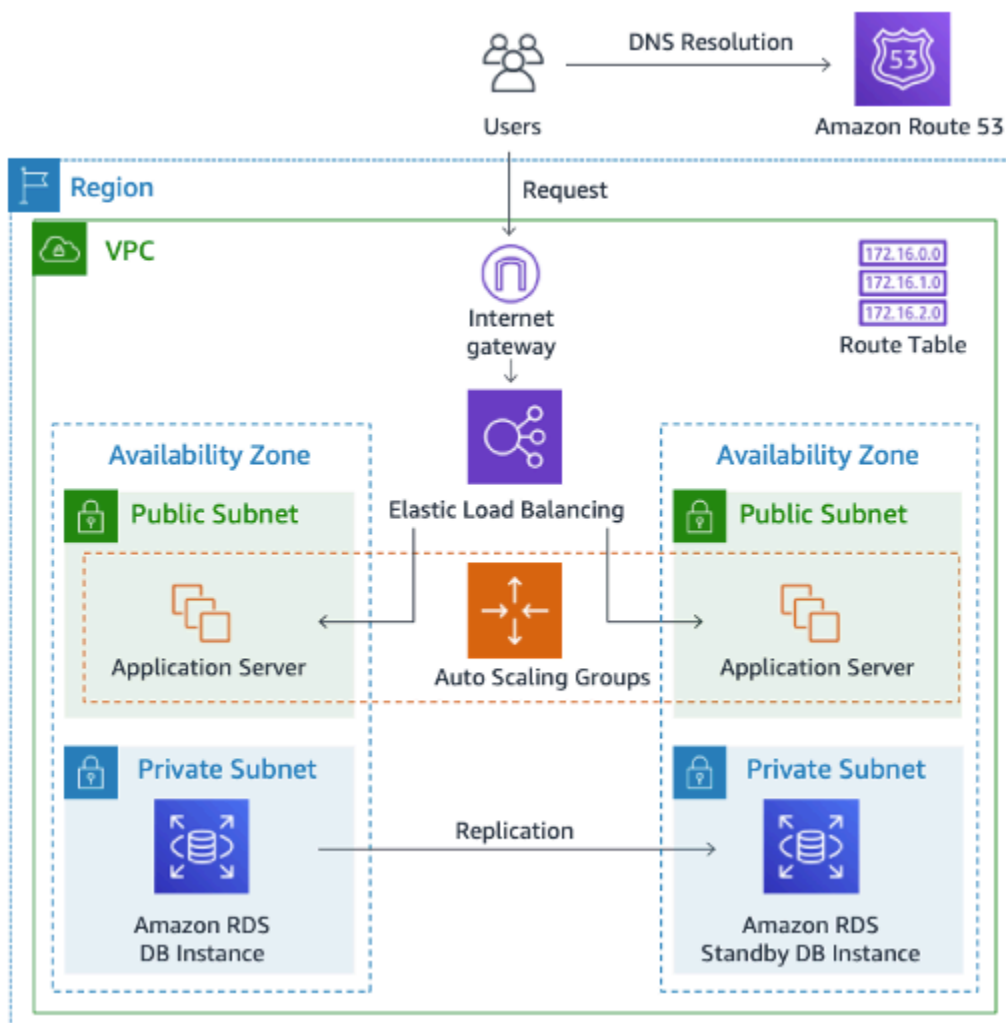 DNS Resolution
53
Users
Amazon Route 53
Region
Request
VPC
172.16.0.0
172.16.1.0
172.16.2.0
Route Table
Internet
gateway
Availability Zone
Availability Zone
Public Subnet
Elastic Load Balancing
Public Subnet
Application Server
Auto Scaling Groups
Application Server
Private Subnet
Private Subnet
Replication
Amazon RDS
DB Instance
Amazon RDS
Standby DB Instance